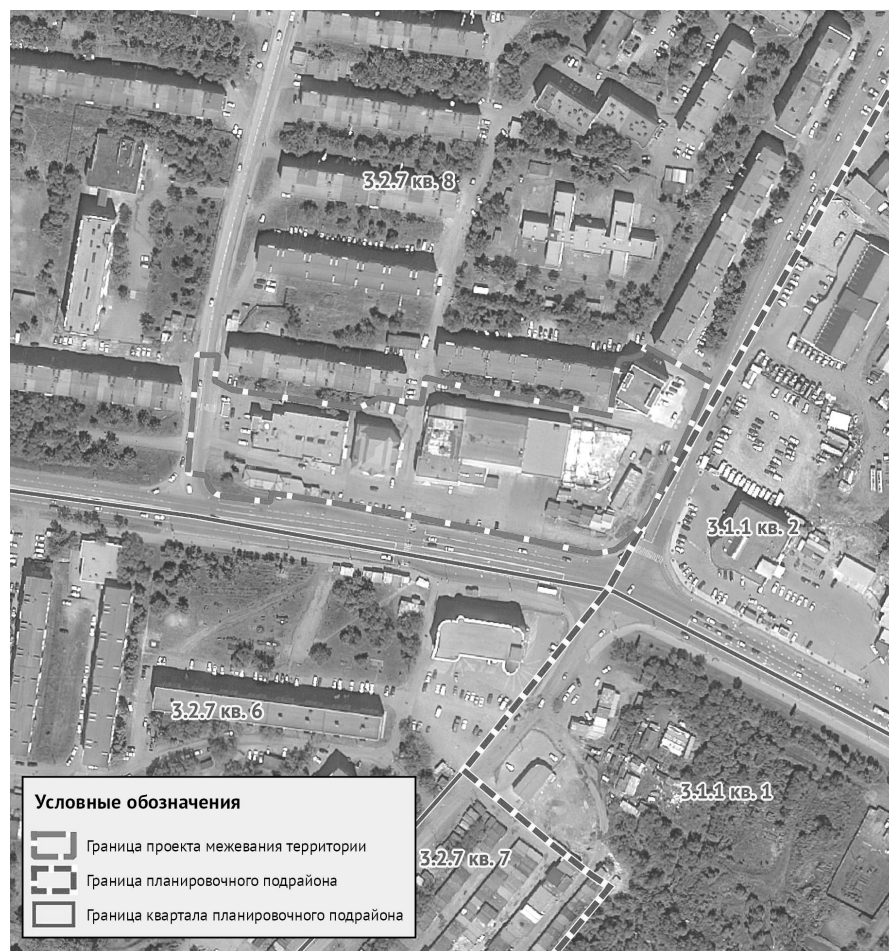 3.2.7 кв. 8
3.1.1 кв. 2
3.2.7 кв. 6
3.1.1 кв. 1
3.2.7 кв. 7
Условные обозначения
Граница проекта межевания территории
Граница планировочного подрайона
Граница квартала планировочного подрайона